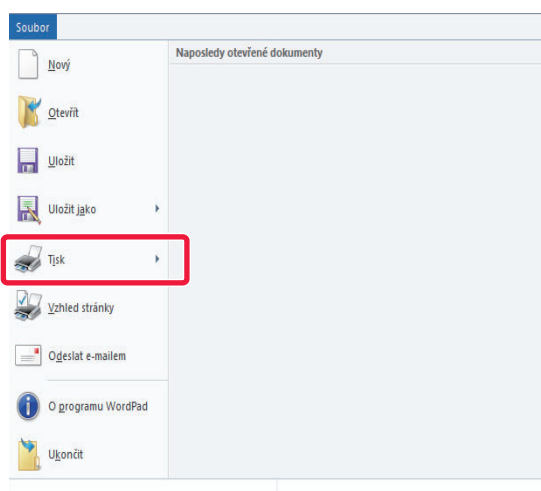 Soubor
Naposledy otevřené dokumenty
Nový
Otevřít
Uložit
Uložit jako
Tisk
Vzhled stránky
Odeslat e-mailem
O programu WordPad
Ukončit